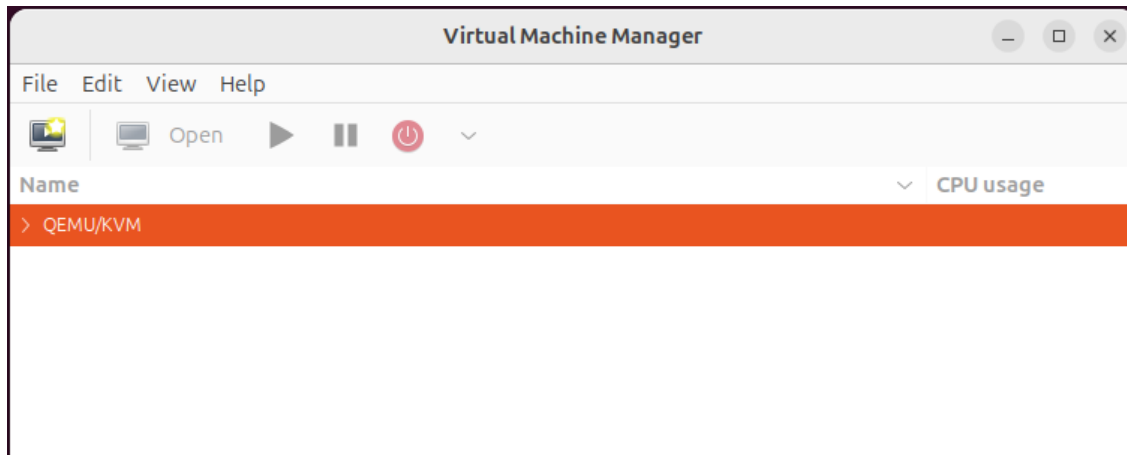 Virtual Machine Manager
File Edit View Help
Open
Name CPU usage
QEMU/KVM